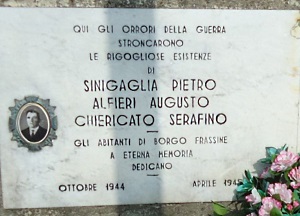 QUI GLI ORRORI DELLA GUERRA
STRONCARONO
LE RIGOGLIOSE ESISTENZE
DI
SINIGAGLIA PIETRO
ALFIERI AUGUSTO
CHIERICATO SERAFINO
GLI ABITANTI DI BORGO FRASSINE
A ETERNA MEMORIA
DEDICANO
OTTOBRE 1944 APRILE 194